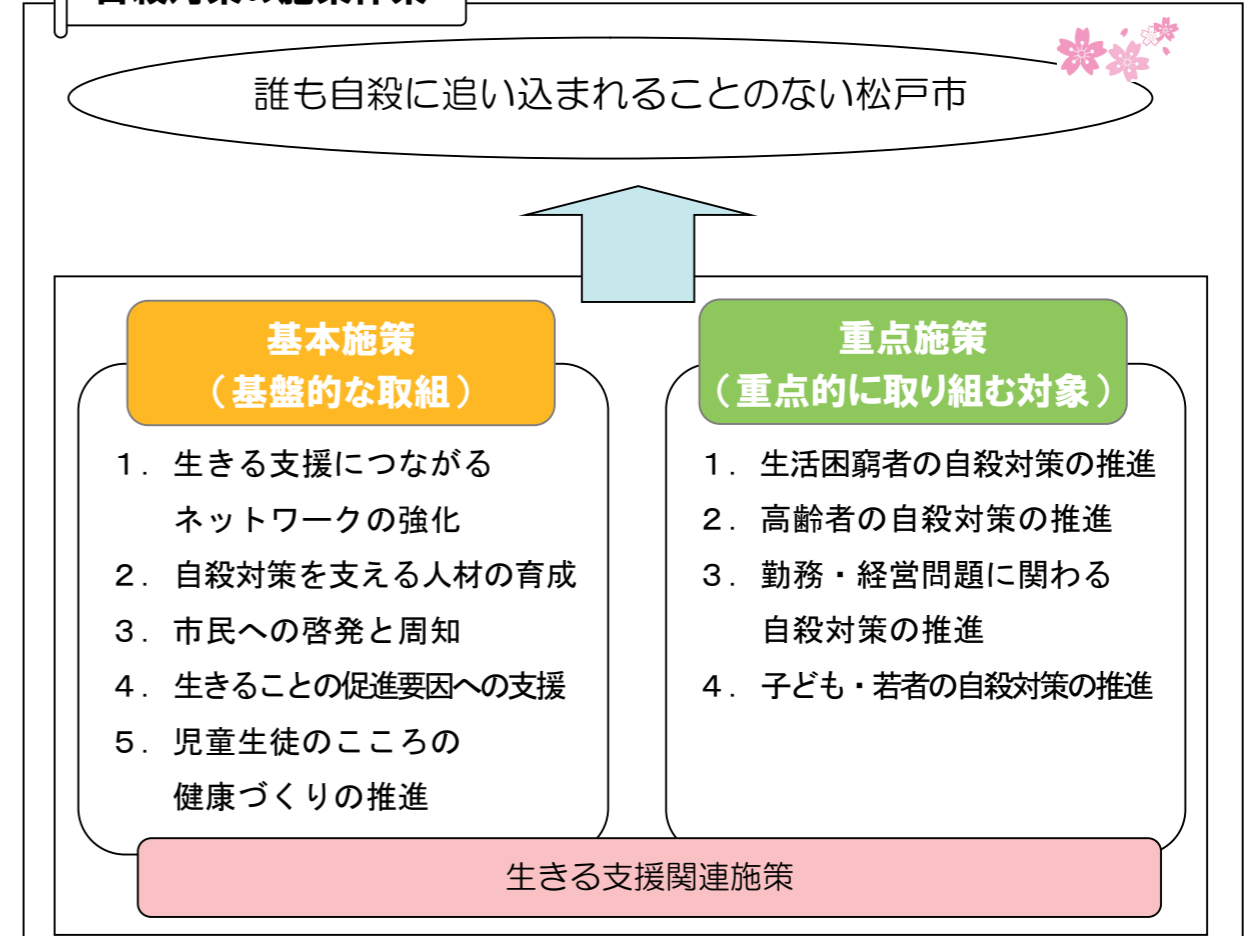 誰も自殺に追い込まれることのない松戸市
基本施策
（基盤的な取組）
1．生きる支援につながる
ネットワークの強化
2．自殺対策を支える人材の育成
3．市民への啓発と周知
4．生きることの促進要因への支援
5．児童生徒のこころの
健康づくりの推進
重点施策
（重点的に取り組む対象）
1．生活困窮者の自殺対策の推進
2．高齢者の自殺対策の推進
3．勤務・経営問題に関わる
自殺対策の推進
4．子ども・若者の自殺対策の推進
生きる支援関連施策